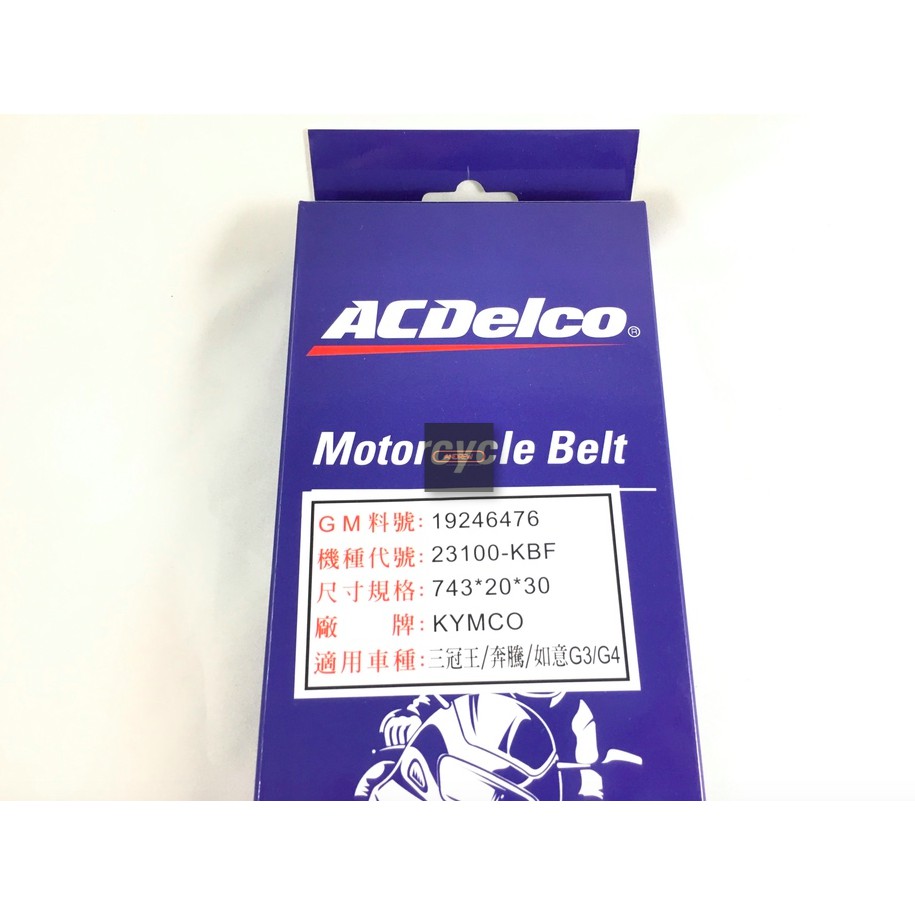 ACDelco®
Motorcycle Belt
ANDREW
GM料號: 19246476
機種代號: 23100-KBF
尺寸規格: 743*20*30
廠 牌: KYMCO
適用車種: 三冠王/奔騰/如意G3/G4